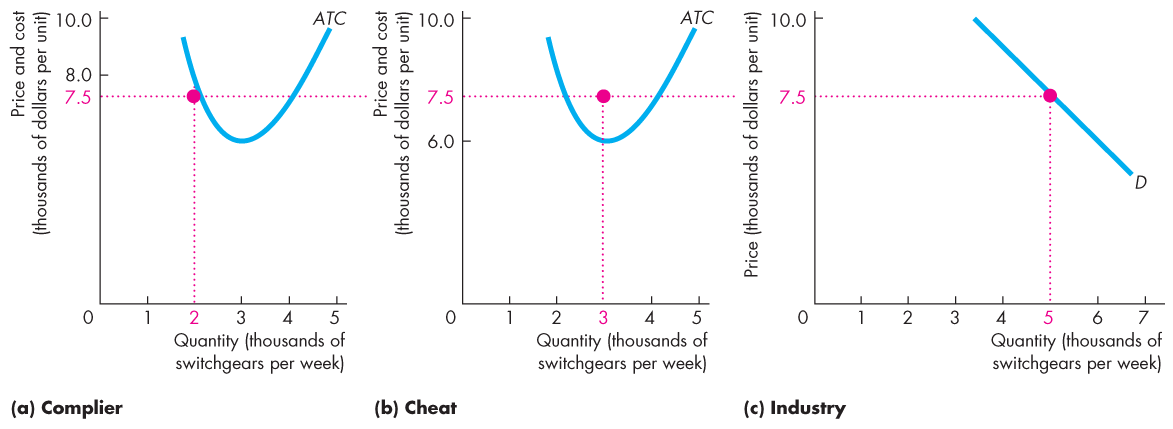 Price and cost
(thousands of dollars per unit)
10.0
8.0
7.5
ATC
0
1
2
3
4
5
Quantity (thousands of
switchgears per week)
(a) Complier
Price and cost
(thousands of dollars per unit)
10.0
7.5
6.0
ATC
0
1
2
3
4
5
Quantity (thousands of
switchgears per week)
(b) Cheat
Price (thousands of dollars per unit)
10.0
7.5
D
0
1
2
3
4
5
6
7
Quantity (thousands of
switchgears per week)
(c) Industry